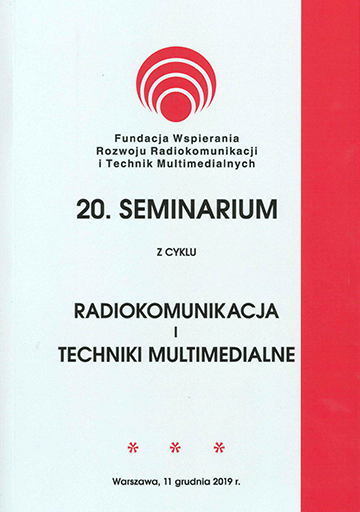 Fundacja Wspierania
Rozwoju Radiokomunikacji
i Technik Multimedialnych
20. SEMINARIUM
Z CYKLU
RADIOKOMUNIKACJA
I
TECHNIKI MULTIMEDIALNE
* * *
Warszawa, 11 grudnia 2019 r.